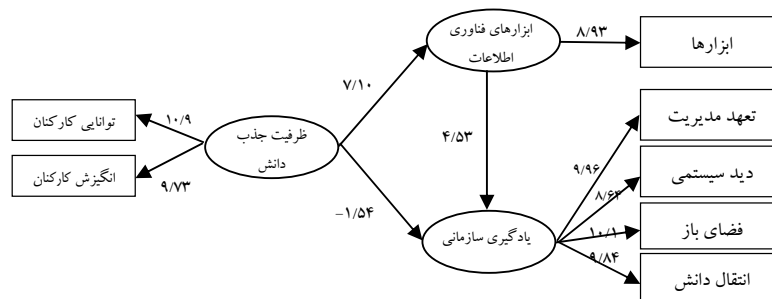 ابزارهای فناوری
اطلاعات
۸/۹۳
ابزارها
۷/۱۰
توانایی کارکنان
۱۰/۹
ظرفیت جذب
دانش
۴/۵۳
تعهد مدیریت
انگیزش کارکنان
۹/۷۳
۹/۹۶
دید سیستمی
۸/۶۴
-۱/۵۴
یادگیری سازمانی
۱۰/۱
فضای باز
۹/۸۴
انتقال دانش